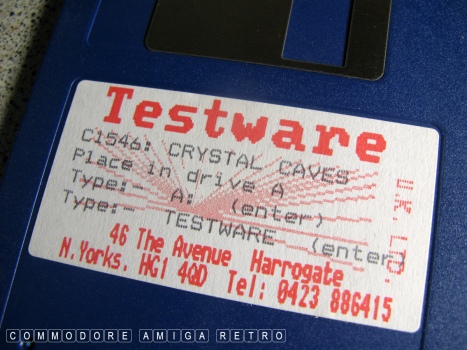 Testware
C1546: CRYSTAL CAVES
Place in drive A
Type:- A: (enter)
Type:- TESTWARE (enter)
46 The Avenue Harrogate
N.Yorks. HG1 4QD Tel: 0423 886415
COMMODORE AMIGA RETRO